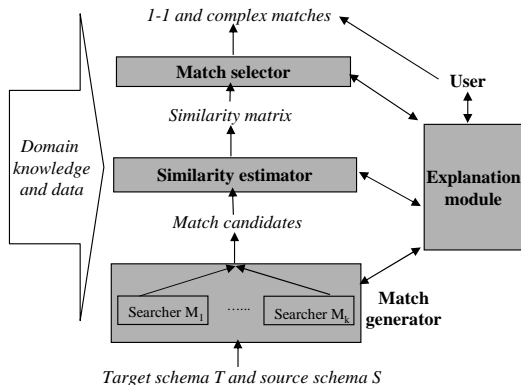 1-1 and complex matches
Match selector
User
Similarity matrix
Domain
knowledge
and data
Similarity estimator
Explanation
module
Match candidates
Searcher M1
......
Searcher Mk
Match
generator
Target schema T and source schema S